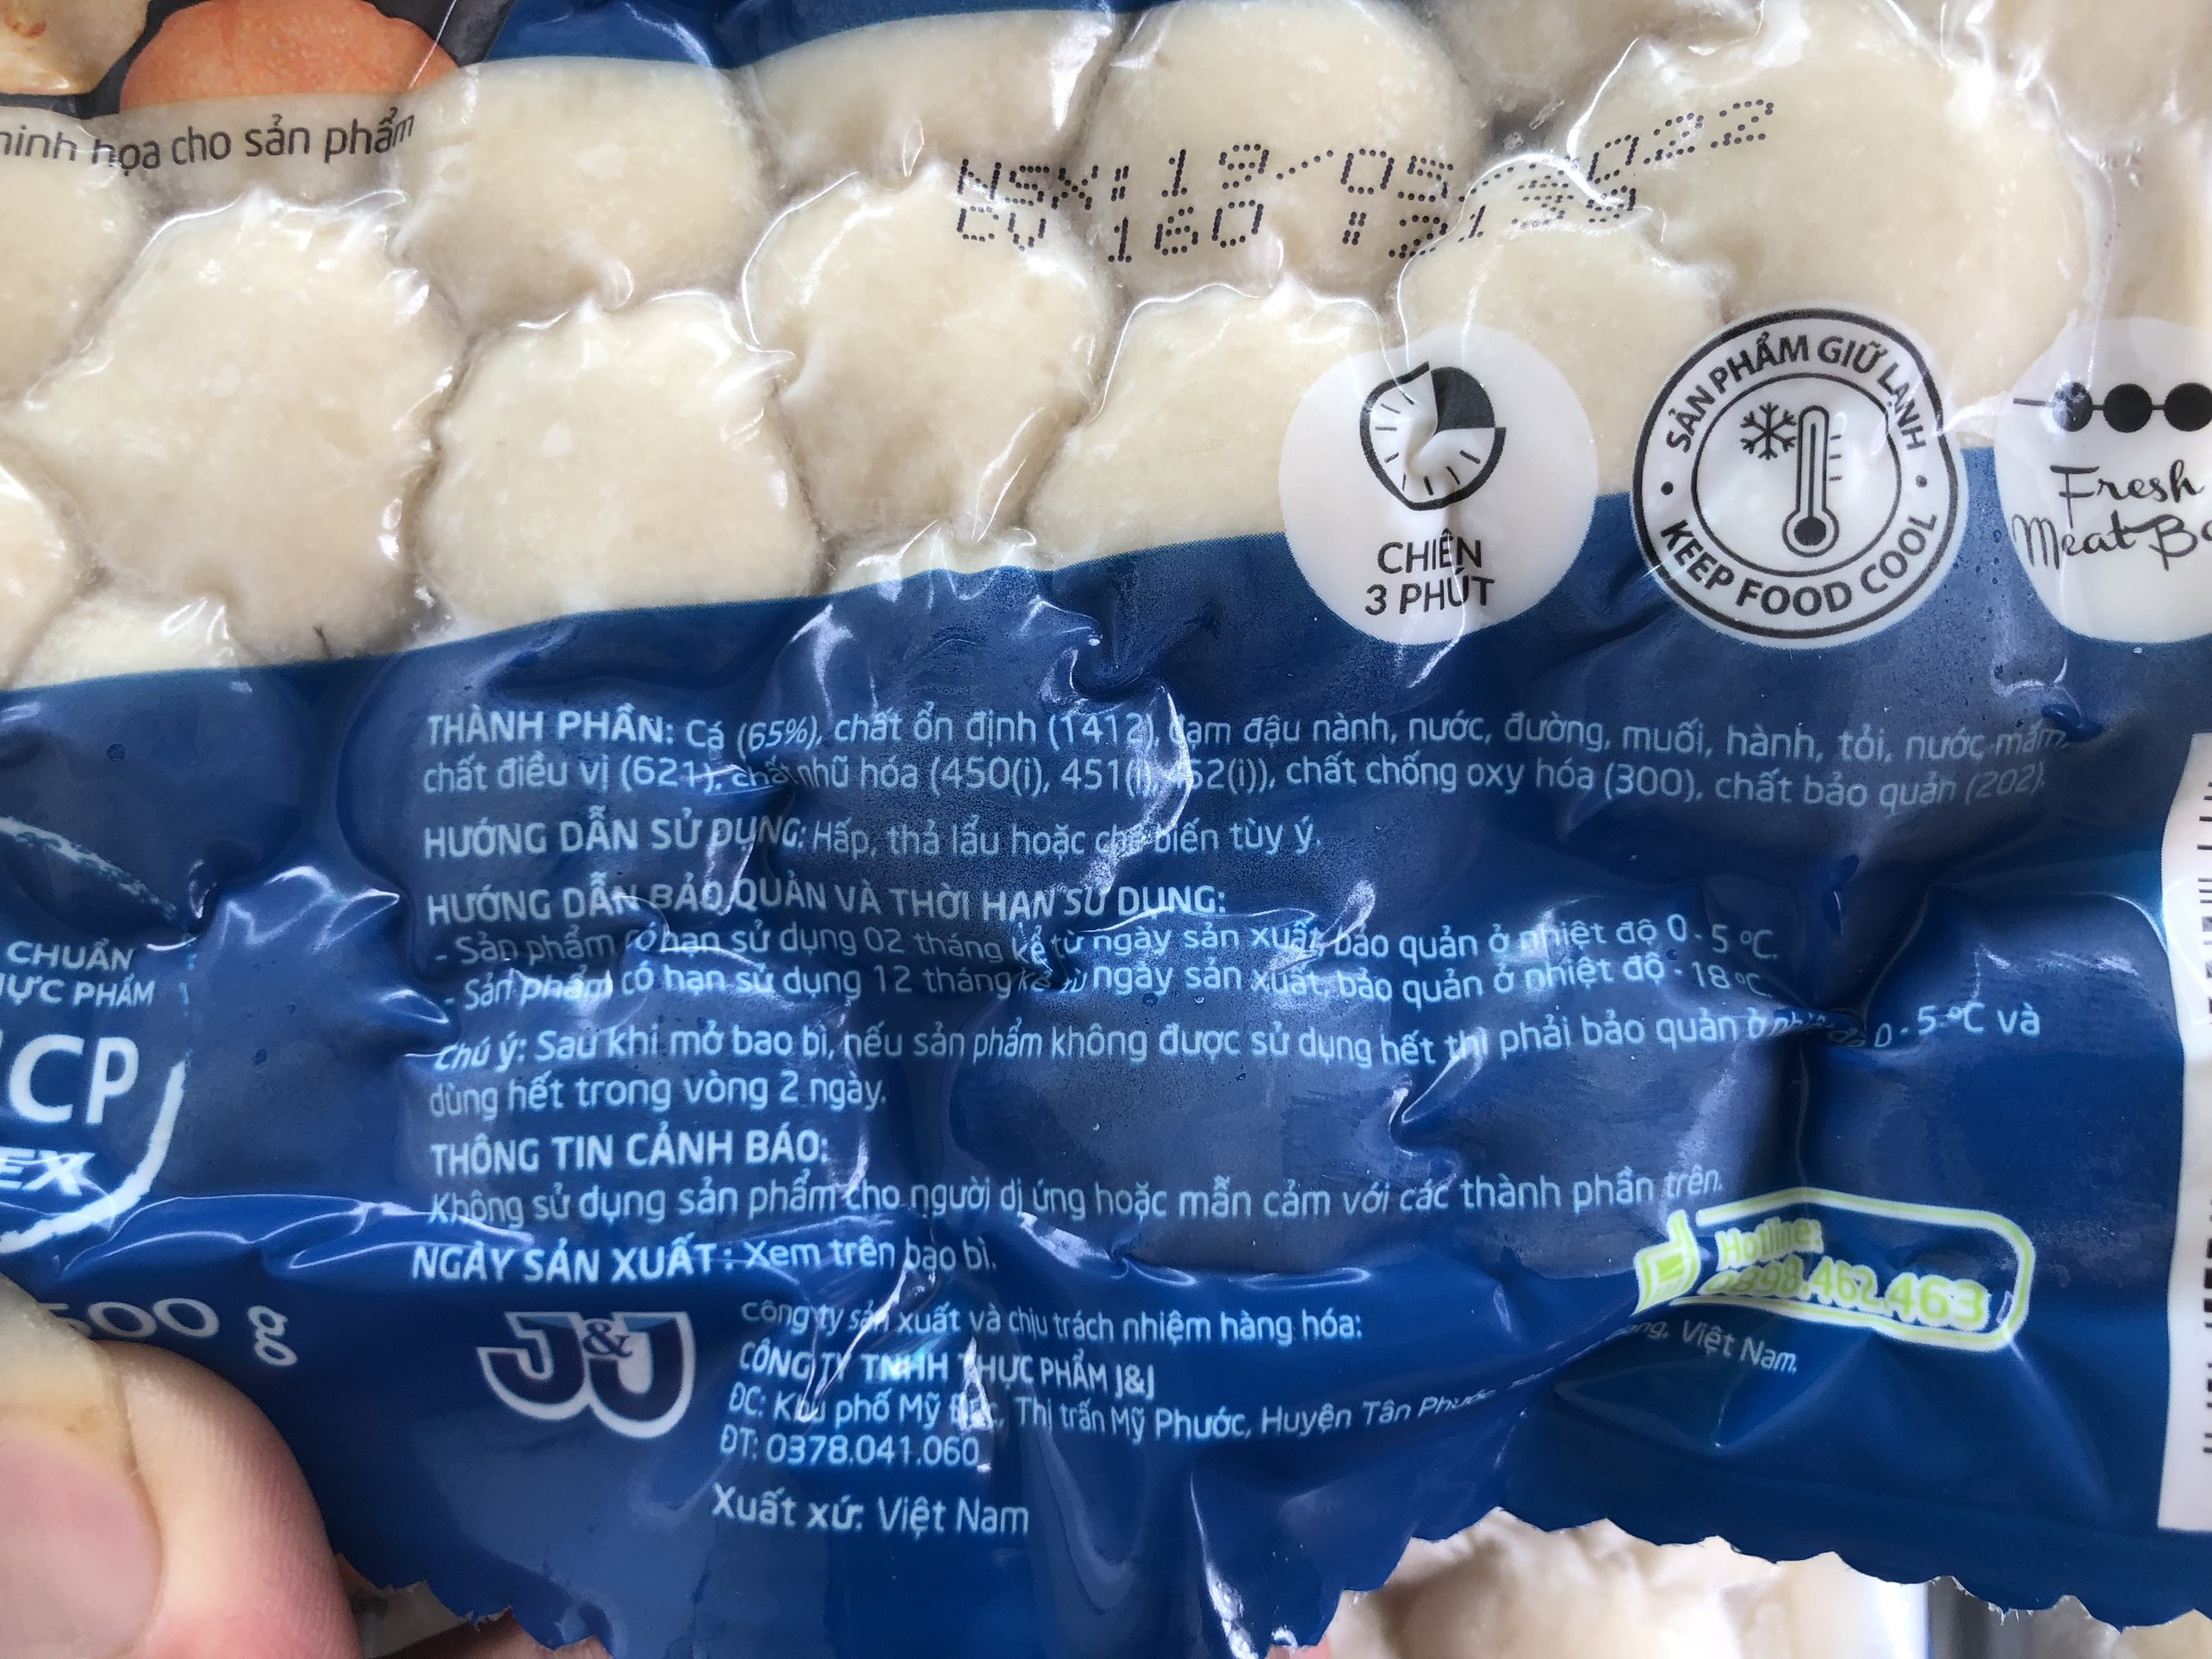 minh họa cho sản phẩm
NSX: 19/05/2022
CV 160
CHIÊN
3 PHÚT
SẢN PHẨM GIỮ LẠNH
KEEP FOOD COOL
Fresh
Meat
THÀNH PHẦN: Cá (65%), chất ổn định (1412), đạm đậu nành, nước, đường, muối, hành, tỏi, nước mắm,
chất điều vị (621), chất nhũ hóa (450(i), 451(i), 452(i)), chất chống oxy hóa (300), chất bảo quản (202).
HƯỚNG DẪN SỬ DỤNG: Hấp, thả lẩu hoặc chế biến tùy ý.
HƯỚNG DẪN BẢO QUẢN VÀ THỜI HẠN SỬ DỤNG:
- Sản phẩm có hạn sử dụng 02 tháng kể từ ngày sản xuất, bảo quản ở nhiệt độ 0 - 5 ºC.
- Sản phẩm có hạn sử dụng 12 tháng kể từ ngày sản xuất, bảo quản ở nhiệt độ - 18 ºC.
Chú ý: Sau khi mở bao bì, nếu sản phẩm không được sử dụng hết thì phải bảo quản ở nhiệt độ 0 - 5 ºC và
dùng hết trong vòng 2 ngày.
THÔNG TIN CẢNH BÁO:
Không sử dụng sản phẩm cho người dị ứng hoặc mẫn cảm với các thành phần trên.
NGÀY SẢN XUẤT: Xem trên bao bì.
CHUẨN
THỰC PHẨM
CP
EX
500 g
J&J
Công ty sản xuất và chịu trách nhiệm hàng hóa:
CÔNG TY TNHH THỰC PHẨM J&J
ĐC: Khu phố Mỹ Thị trấn Mỹ Phước, Huyện Tân Phước, Việt Nam.
ĐT: 0378.041.060
Xuất xứ: Việt Nam
Hotline:
0898.462.463